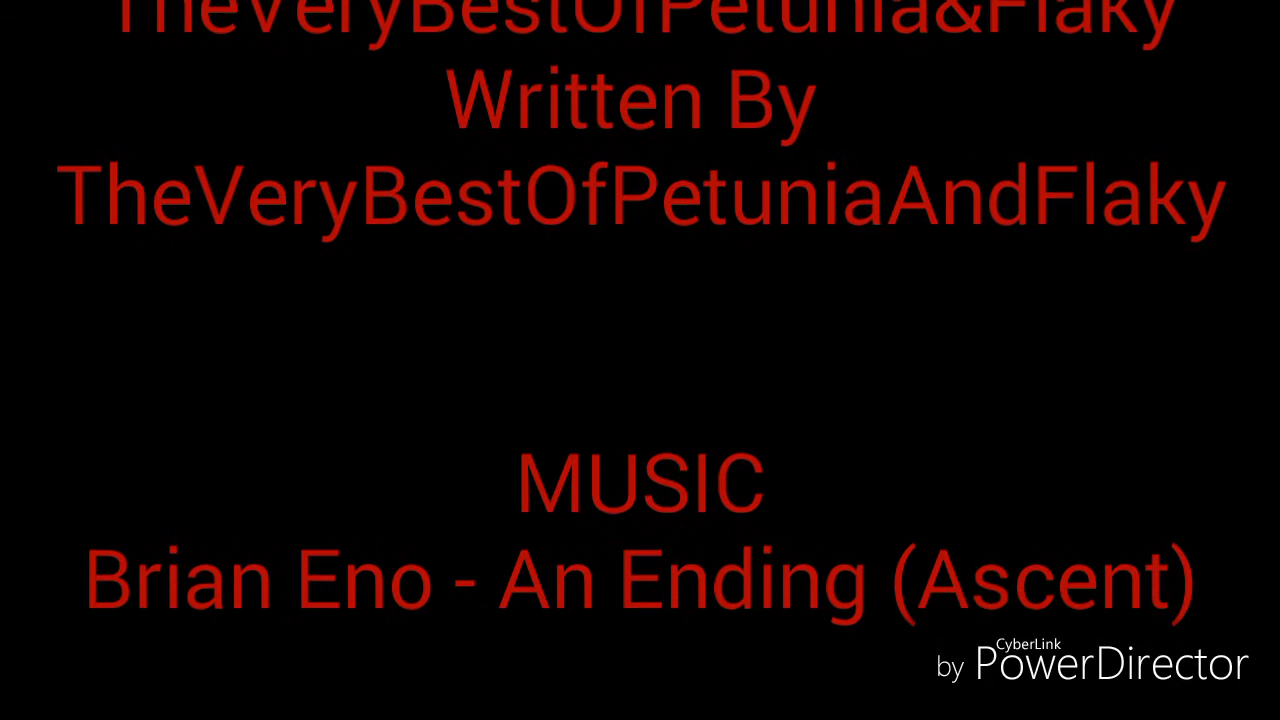 TheVeryBestOfPetunia&Flaky
Written By
TheVeryBestOfPetuniaAndFlaky
MUSIC
Brian Eno - An Ending (Ascent)
by CyberLink PowerDirector